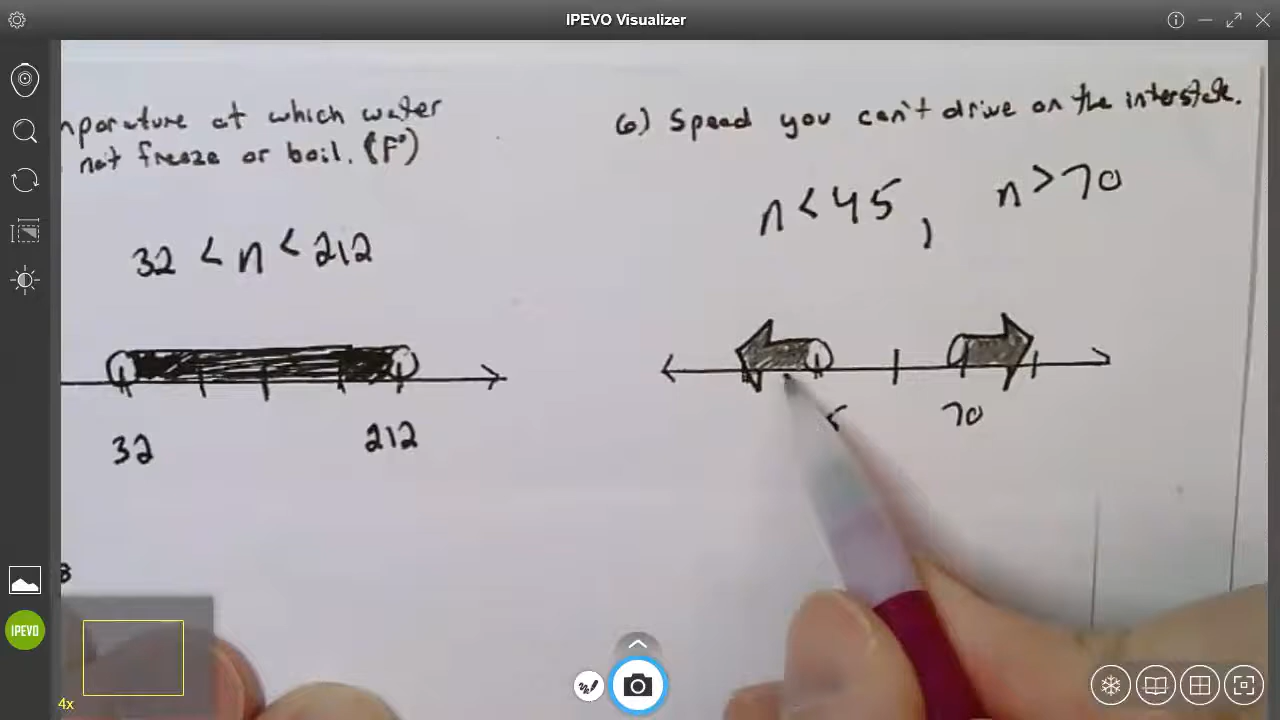 IPEVO Visualizer
nporature at which water
not freeze or boil. (F°)
32 < n < 212
32 212
6) Speed you can't drive on the interstate.
n < 45, n > 70
70
IPEVO
4x